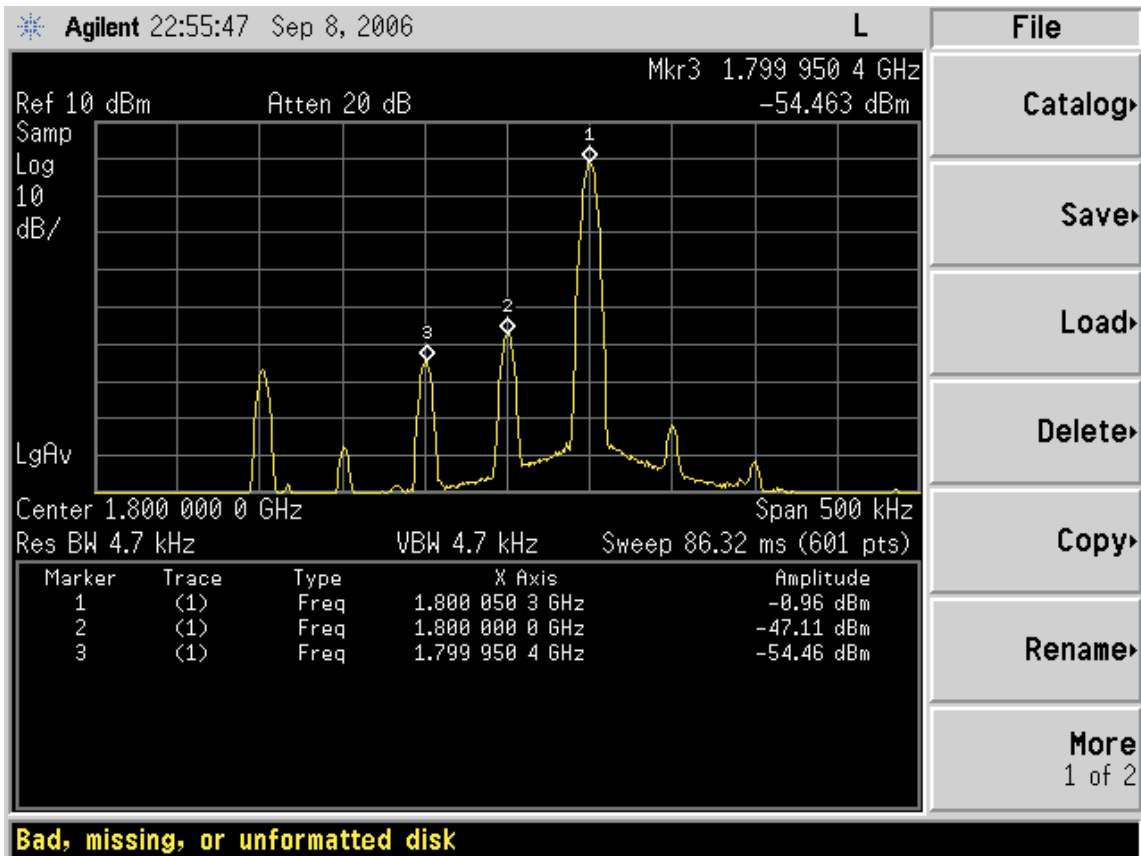 Agilent 22:55:47 Sep 8, 2006 L
File
Mkr3 1.799 950 4 GHz
Ref 10 dBm Atten 20 dB -54.463 dBm
Samp
Log
10
dB/
1
2
3
LgAv
Center 1.800 000 0 GHz Span 500 kHz
Res BW 4.7 kHz VBW 4.7 kHz Sweep 86.32 ms (601 pts)
Marker Trace Type X Axis Amplitude
1 (1) Freq 1.800 050 3 GHz -0.96 dBm
2 (1) Freq 1.800 000 0 GHz -47.11 dBm
3 (1) Freq 1.799 950 4 GHz -54.46 dBm
Catalog
Save
Load
Delete
Copy
Rename
More
1 of 2
Bad, missing, or unformatted disk